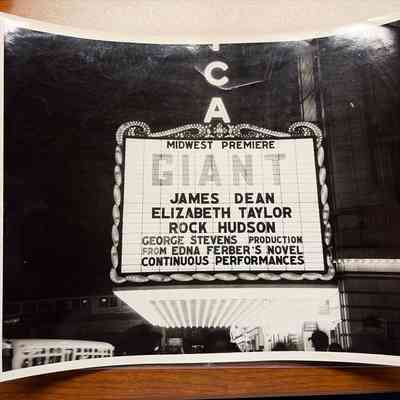 CA
MIDWEST PREMIERE
GIANT
JAMES DEAN
ELIZABETH TAYLOR
ROCK HUDSON
GEORGE STEVENS PRODUCTION
FROM EDNA FERBER'S NOVEL
CONTINUOUS PERFORMANCES